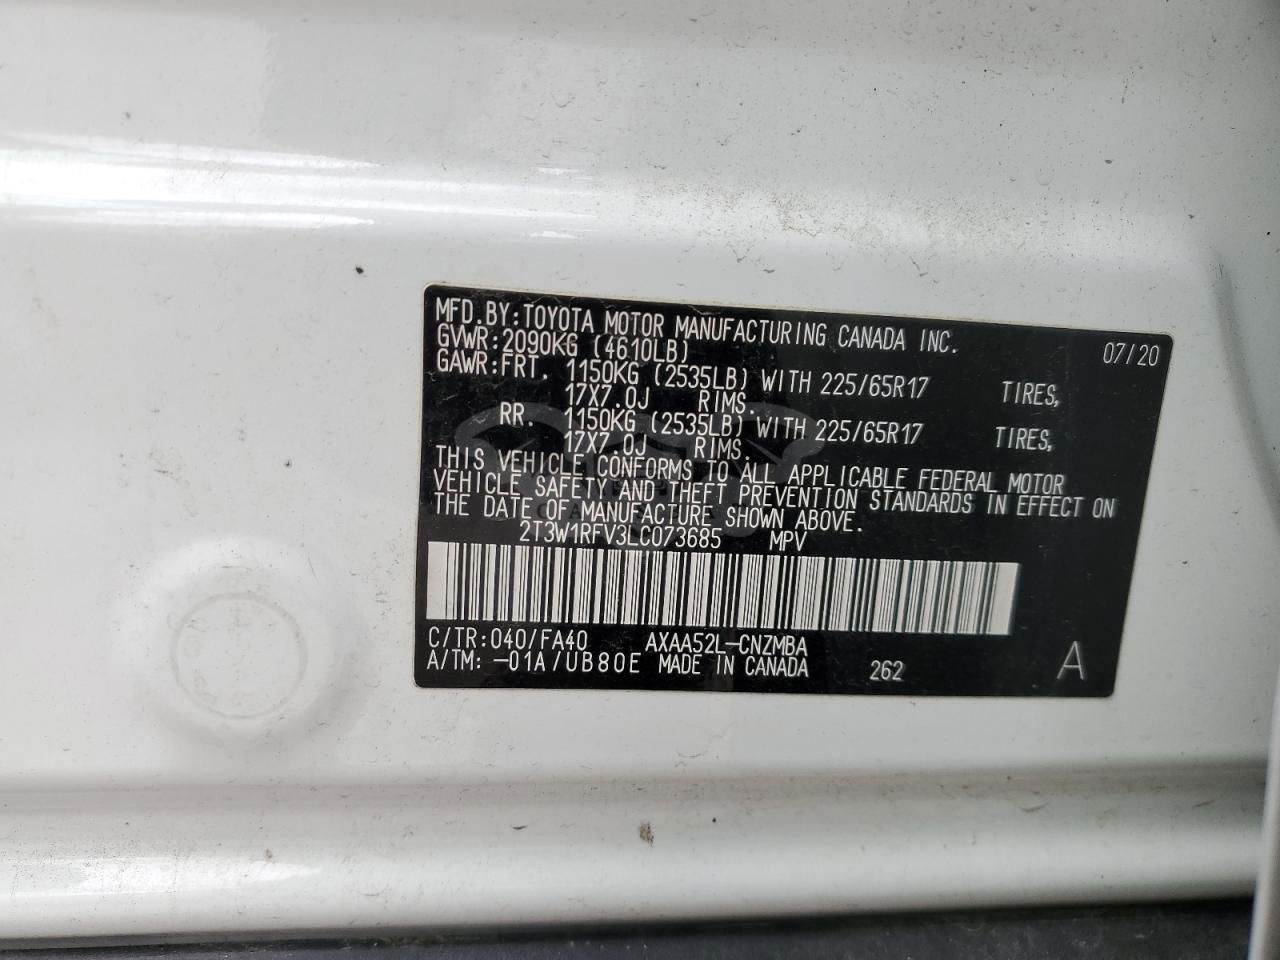 MFD.BY:TOYOTA MOTOR MANUFACTURING CANADA INC. 07/20
GVWR:2090KG (4610LB)
GAWR:FRT. 1150KG (2535LB) WITH 225/65R17 TIRES,
17X7.0J RIMS.
RR. 1150KG (2535LB) WITH 225/65R17 TIRES,
17X7.0J RIMS.
THIS VEHICLE CONFORMS TO ALL APPLICABLE FEDERAL MOTOR
VEHICLE SAFETY AND THEFT PREVENTION STANDARDS IN EFFECT ON
THE DATE OF MANUFACTURE SHOWN ABOVE.
2T3W1RFV3LC073685 MPV
C/TR:040/FA40 AXAA52L-CNZMBA
A/TM:-01A/UB80E MADE IN CANADA 262 A